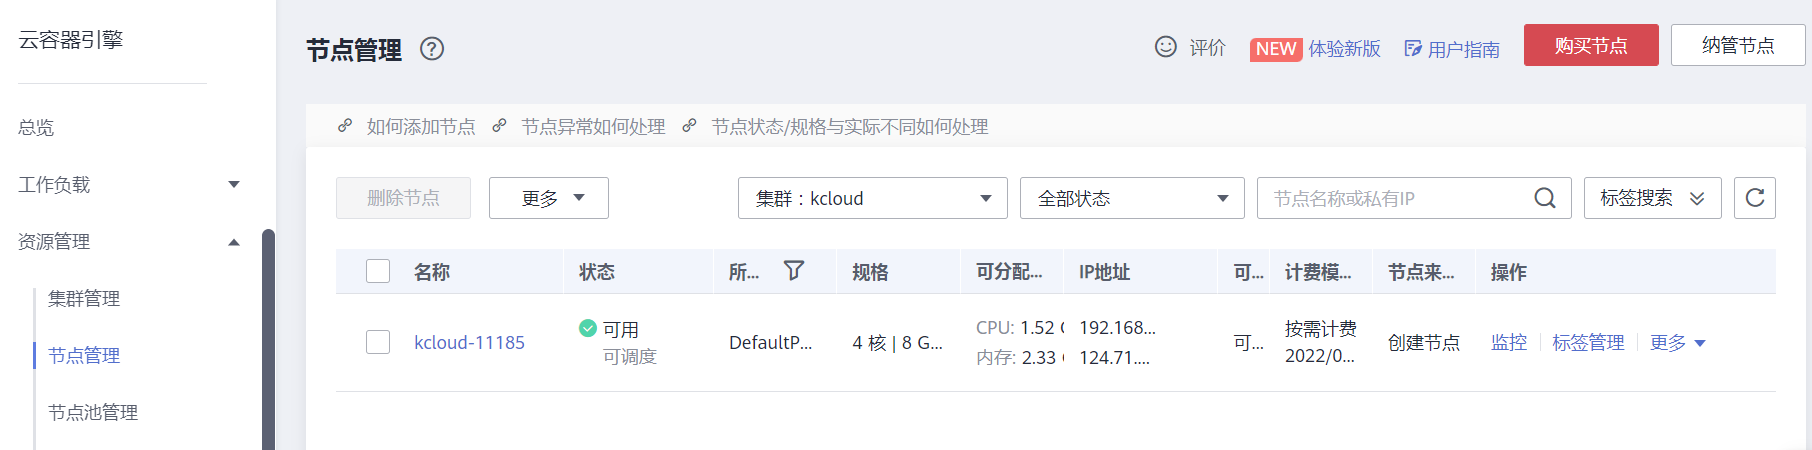 云容器引擎
总览
工作负载
资源管理
集群管理
节点管理
节点池管理
节点管理 ?
评价 NEW 体验新版 用户指南 购买节点 纳管节点
如何添加节点 节点异常如何处理 节点状态/规格与实际不同如何处理
删除节点 更多 集群：kcloud 全部状态 节点名称或私有IP 标签搜索
名称 状态 所... 规格 可分配... IP地址 可... 计费模... 节点来... 操作
kcloud-11185 可用 可调度 DefaultP... 4 核 | 8 G... CPU: 1.52 内存: 2.33 192.168... 124.71.... 可... 按需计费 2022/0... 创建节点 监控 标签管理 更多